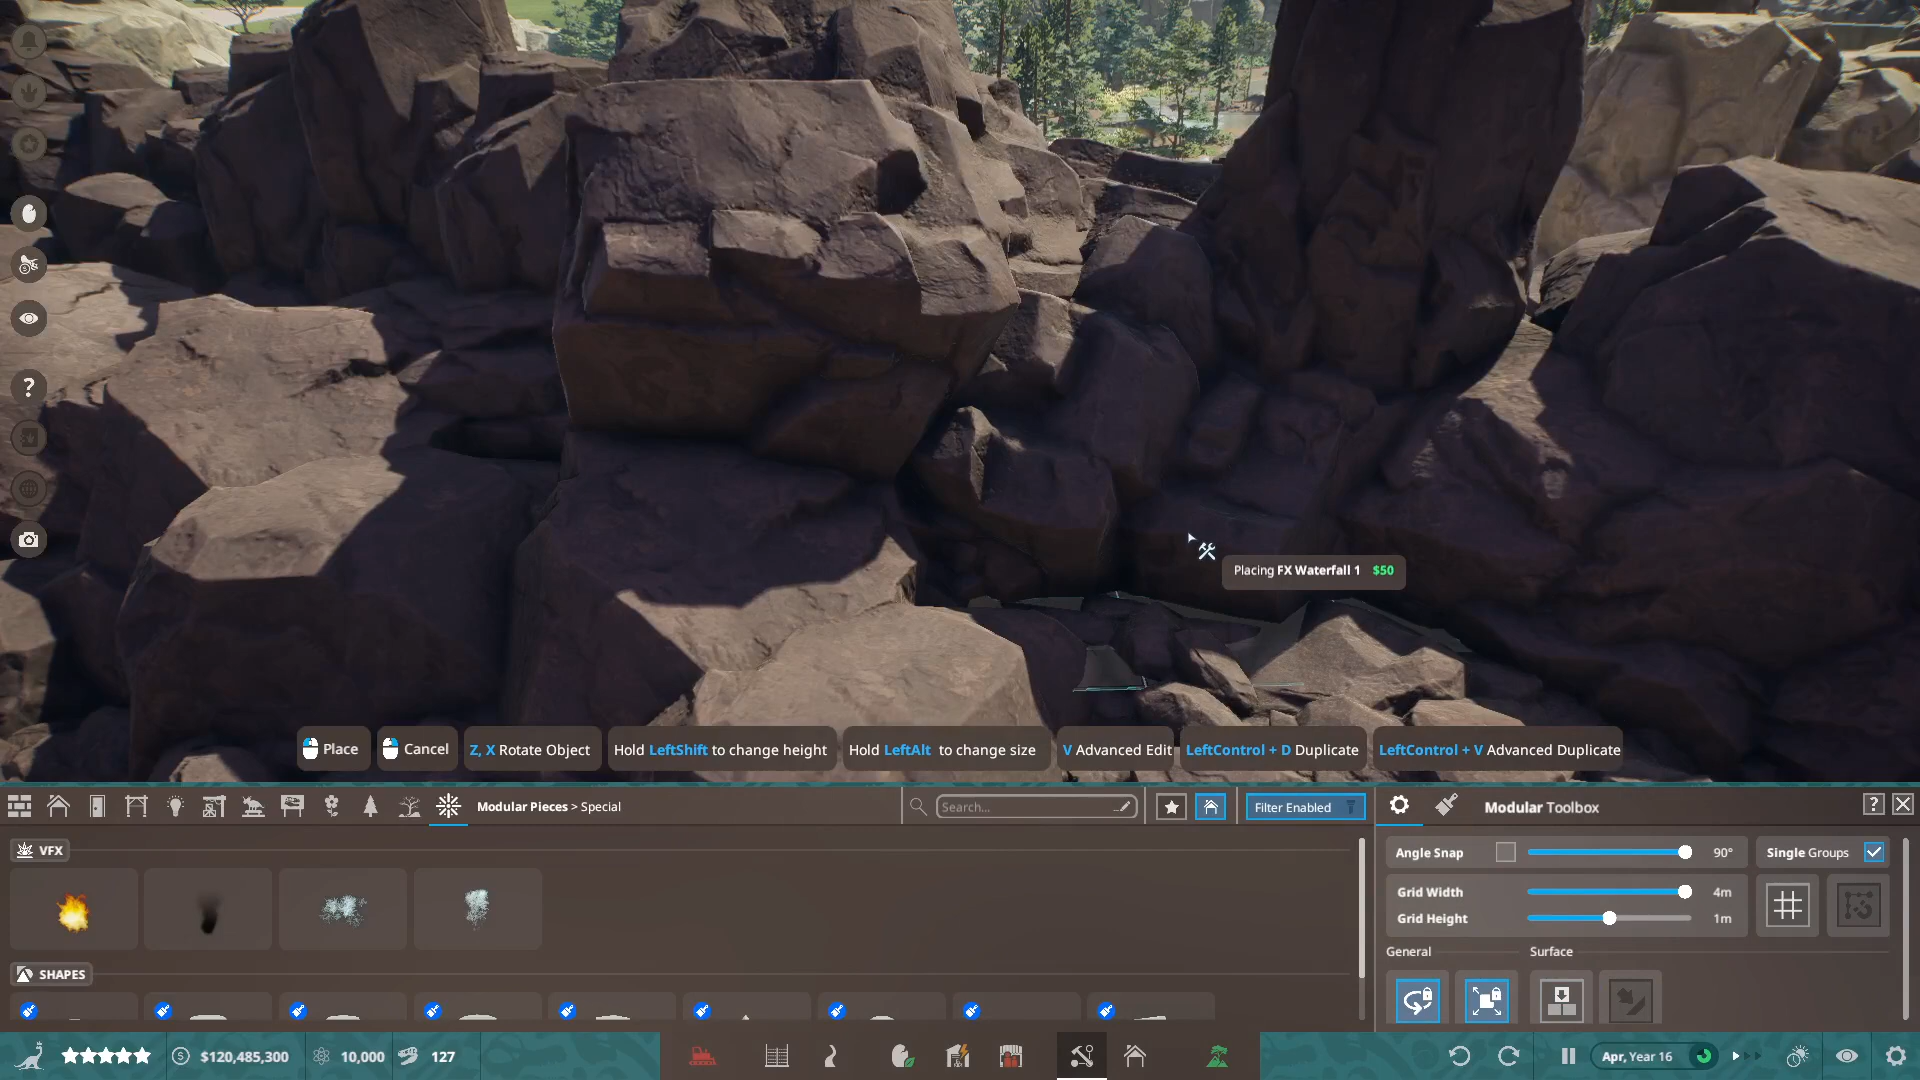 Placing FX Waterfall 1 $50
Place
Cancel
Z, X Rotate Object
Hold LeftShift to change height
Hold LeftAlt to change size
V Advanced Edit
LeftControl + D Duplicate
LeftControl + V Advanced Duplicate
Modular Pieces > Special
Search...
Filter Enabled
Modular Toolbox
?
VFX
SHAPES
Angle Snap 90°
Single Groups
Grid Width 4m
Grid Height 1m
General
Surface
$120,485,300
10,000
127
Apr, Year 16
?